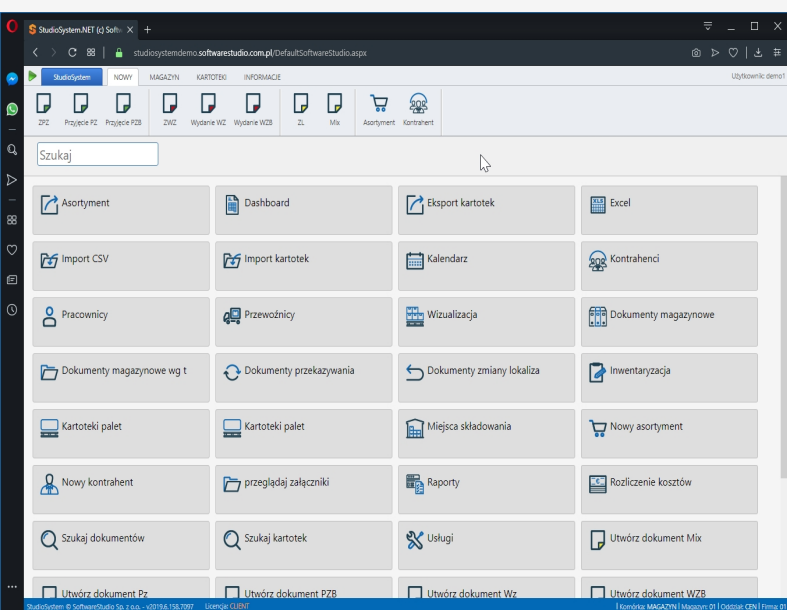 StudioSystem.NET (c) Softw
studiosystemdemo.softwarestudio.com.pl/DefaultSoftwareStudio.aspx
StudioSystem NOWY MAGAZYN KARTOTEKI INFORMACJE Użytkownik: demo1
ZPZ Przyjęcie PZ Przyjęcie PZB ZWZ Wydanie WZ Wydanie WZB ZL Mix Asortyment Kontrahent
Szukaj
Asortyment Dashboard Eksport kartotek Excel
Import CSV Import kartotek Kalendarz Kontrahenci
Pracownicy Przewoźnicy Wizualizacja Dokumenty magazynowe
Dokumenty magazynowe wg t Dokumenty przekazywania Dokumenty zmiany lokaliza Inwentaryzacja
Kartoteki palet Kartoteki palet Miejsca składowania Nowy asortyment
Nowy kontrahent przeglądaj załączniki Raporty Rozliczenie kosztów
Szukaj dokumentów Szukaj kartotek Usługi Utwórz dokument Mix
Utwórz dokument Pz Utwórz dokument PZB Utwórz dokument Wz Utwórz dokument WZB
StudioSystem © SoftwareStudio Sp. z o.o. - v2019.6.158.7097 Licencja: CLIENT | Komórka: MAGAZYN | Magazyn: 01 | Oddział: CEN | Firma: 01